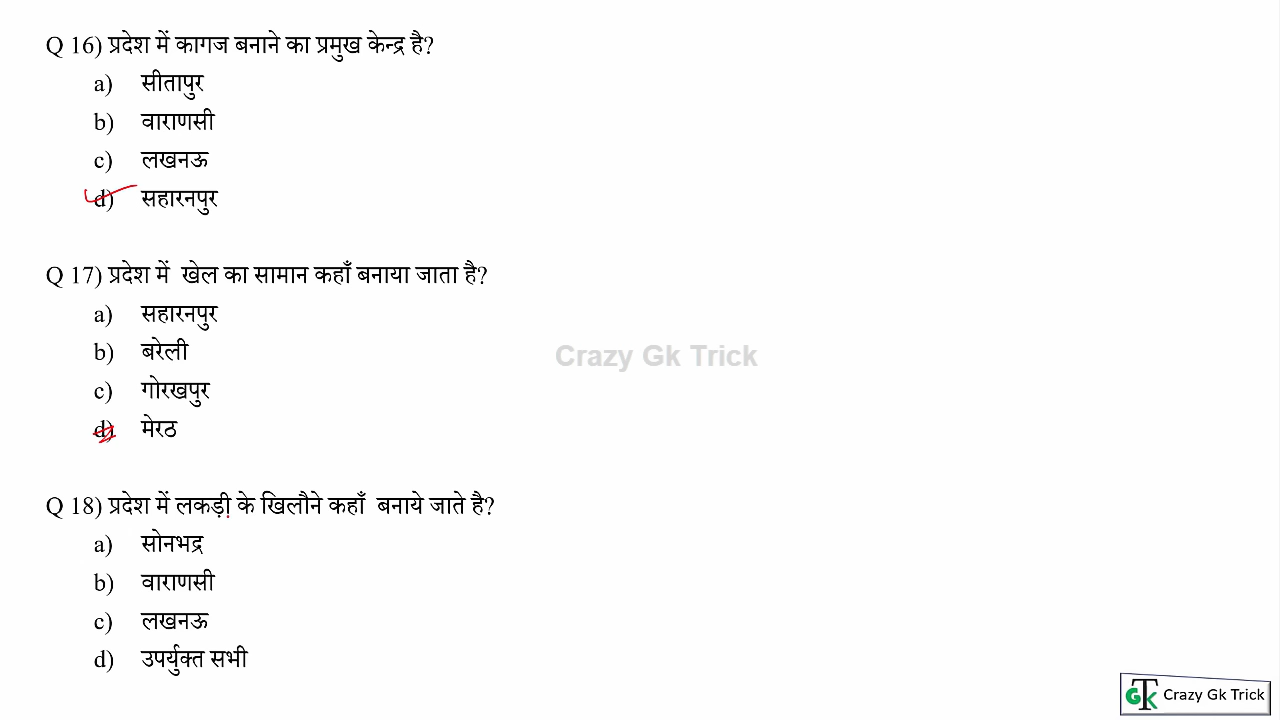 Q 16) प्रदेश में कागज बनाने का प्रमुख केन्द्र है?
a) सीतापुर
b) वाराणसी
c) लखनऊ
d) सहारनपुर
Q 17) प्रदेश में खेल का सामान कहाँ बनाया जाता है?
a) सहारनपुर
b) बरेली
c) गोरखपुर
d) मेरठ
Crazy Gk Trick
Q 18) प्रदेश में लकड़ी के खिलौने कहाँ बनाये जाते है?
a) सोनभद्र
b) वाराणसी
c) लखनऊ
d) उपर्युक्त सभी
GTK Crazy Gk Trick